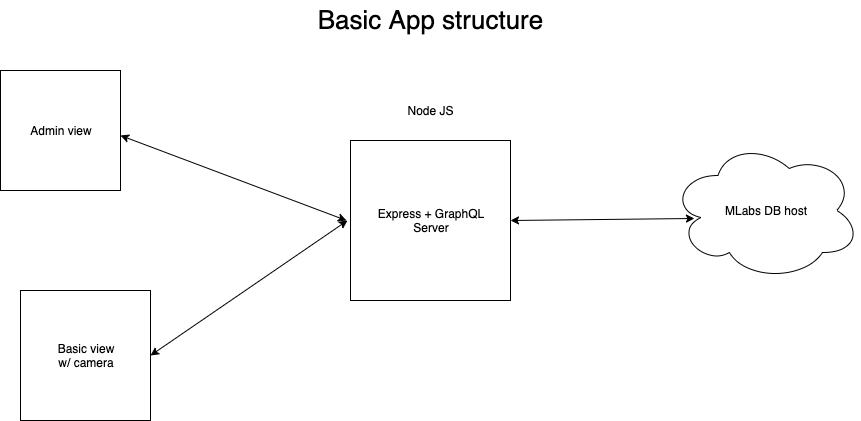 Basic App structure
Admin view
Node JS
Express + GraphQL
Server
MLabs DB host
Basic view
w/ camera